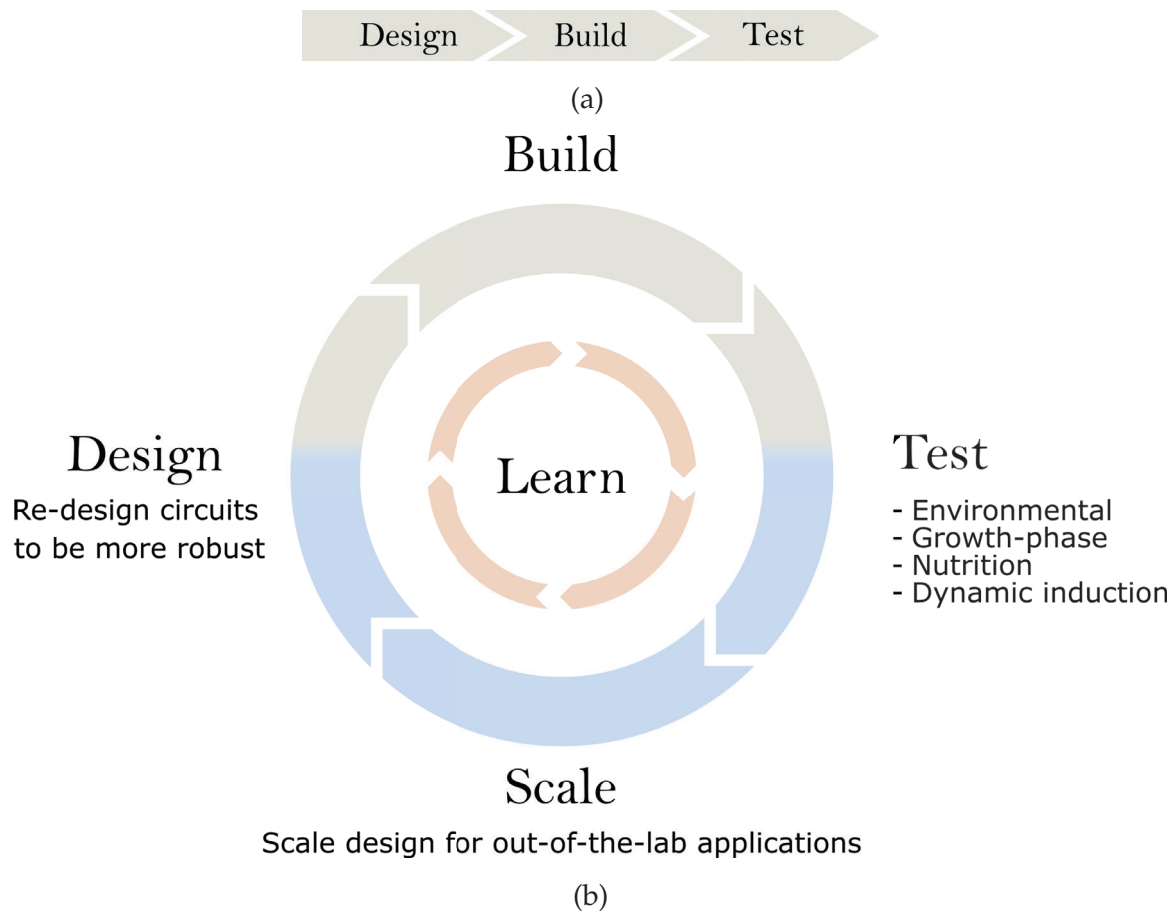 Design Build Test
(a)
Build
Learn
Design
Re-design circuits
to be more robust
Test
- Environmental
- Growth-phase
- Nutrition
- Dynamic induction
Scale
Scale design for out-of-the-lab applications
(b)